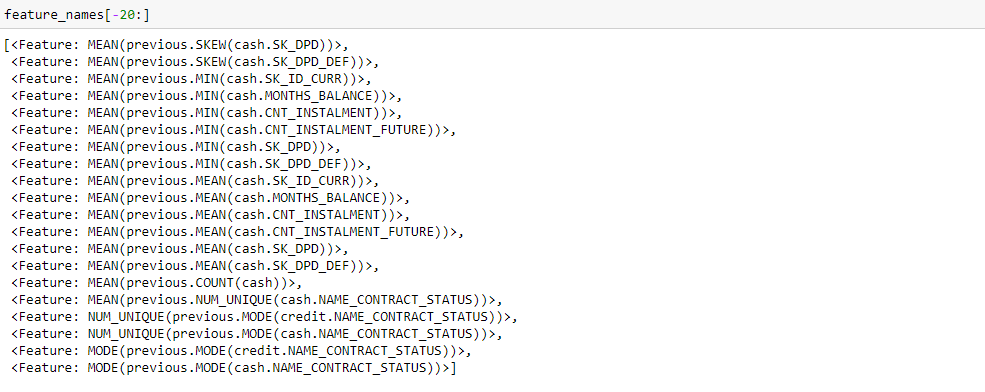 feature_names[-20:]
[<Feature: MEAN(previous.SKEW(cash.SK_DPD))>,
<Feature: MEAN(previous.SKEW(cash.SK_DPD_DEF))>,
<Feature: MEAN(previous.MIN(cash.SK_ID_CURR))>,
<Feature: MEAN(previous.MIN(cash.MONTHS_BALANCE))>,
<Feature: MEAN(previous.MIN(cash.CNT_INSTALMENT))>,
<Feature: MEAN(previous.MIN(cash.CNT_INSTALMENT_FUTURE))>,
<Feature: MEAN(previous.MIN(cash.SK_DPD))>,
<Feature: MEAN(previous.MIN(cash.SK_DPD_DEF))>,
<Feature: MEAN(previous.MEAN(cash.SK_ID_CURR))>,
<Feature: MEAN(previous.MEAN(cash.MONTHS_BALANCE))>,
<Feature: MEAN(previous.MEAN(cash.CNT_INSTALMENT))>,
<Feature: MEAN(previous.MEAN(cash.CNT_INSTALMENT_FUTURE))>,
<Feature: MEAN(previous.MEAN(cash.SK_DPD))>,
<Feature: MEAN(previous.MEAN(cash.SK_DPD_DEF))>,
<Feature: MEAN(previous.COUNT(cash))>,
<Feature: MEAN(previous.NUM_UNIQUE(cash.NAME_CONTRACT_STATUS))>,
<Feature: NUM_UNIQUE(previous.MODE(credit.NAME_CONTRACT_STATUS))>,
<Feature: NUM_UNIQUE(previous.MODE(cash.NAME_CONTRACT_STATUS))>,
<Feature: MODE(previous.MODE(credit.NAME_CONTRACT_STATUS))>,
<Feature: MODE(previous.MODE(cash.NAME_CONTRACT_STATUS))>]